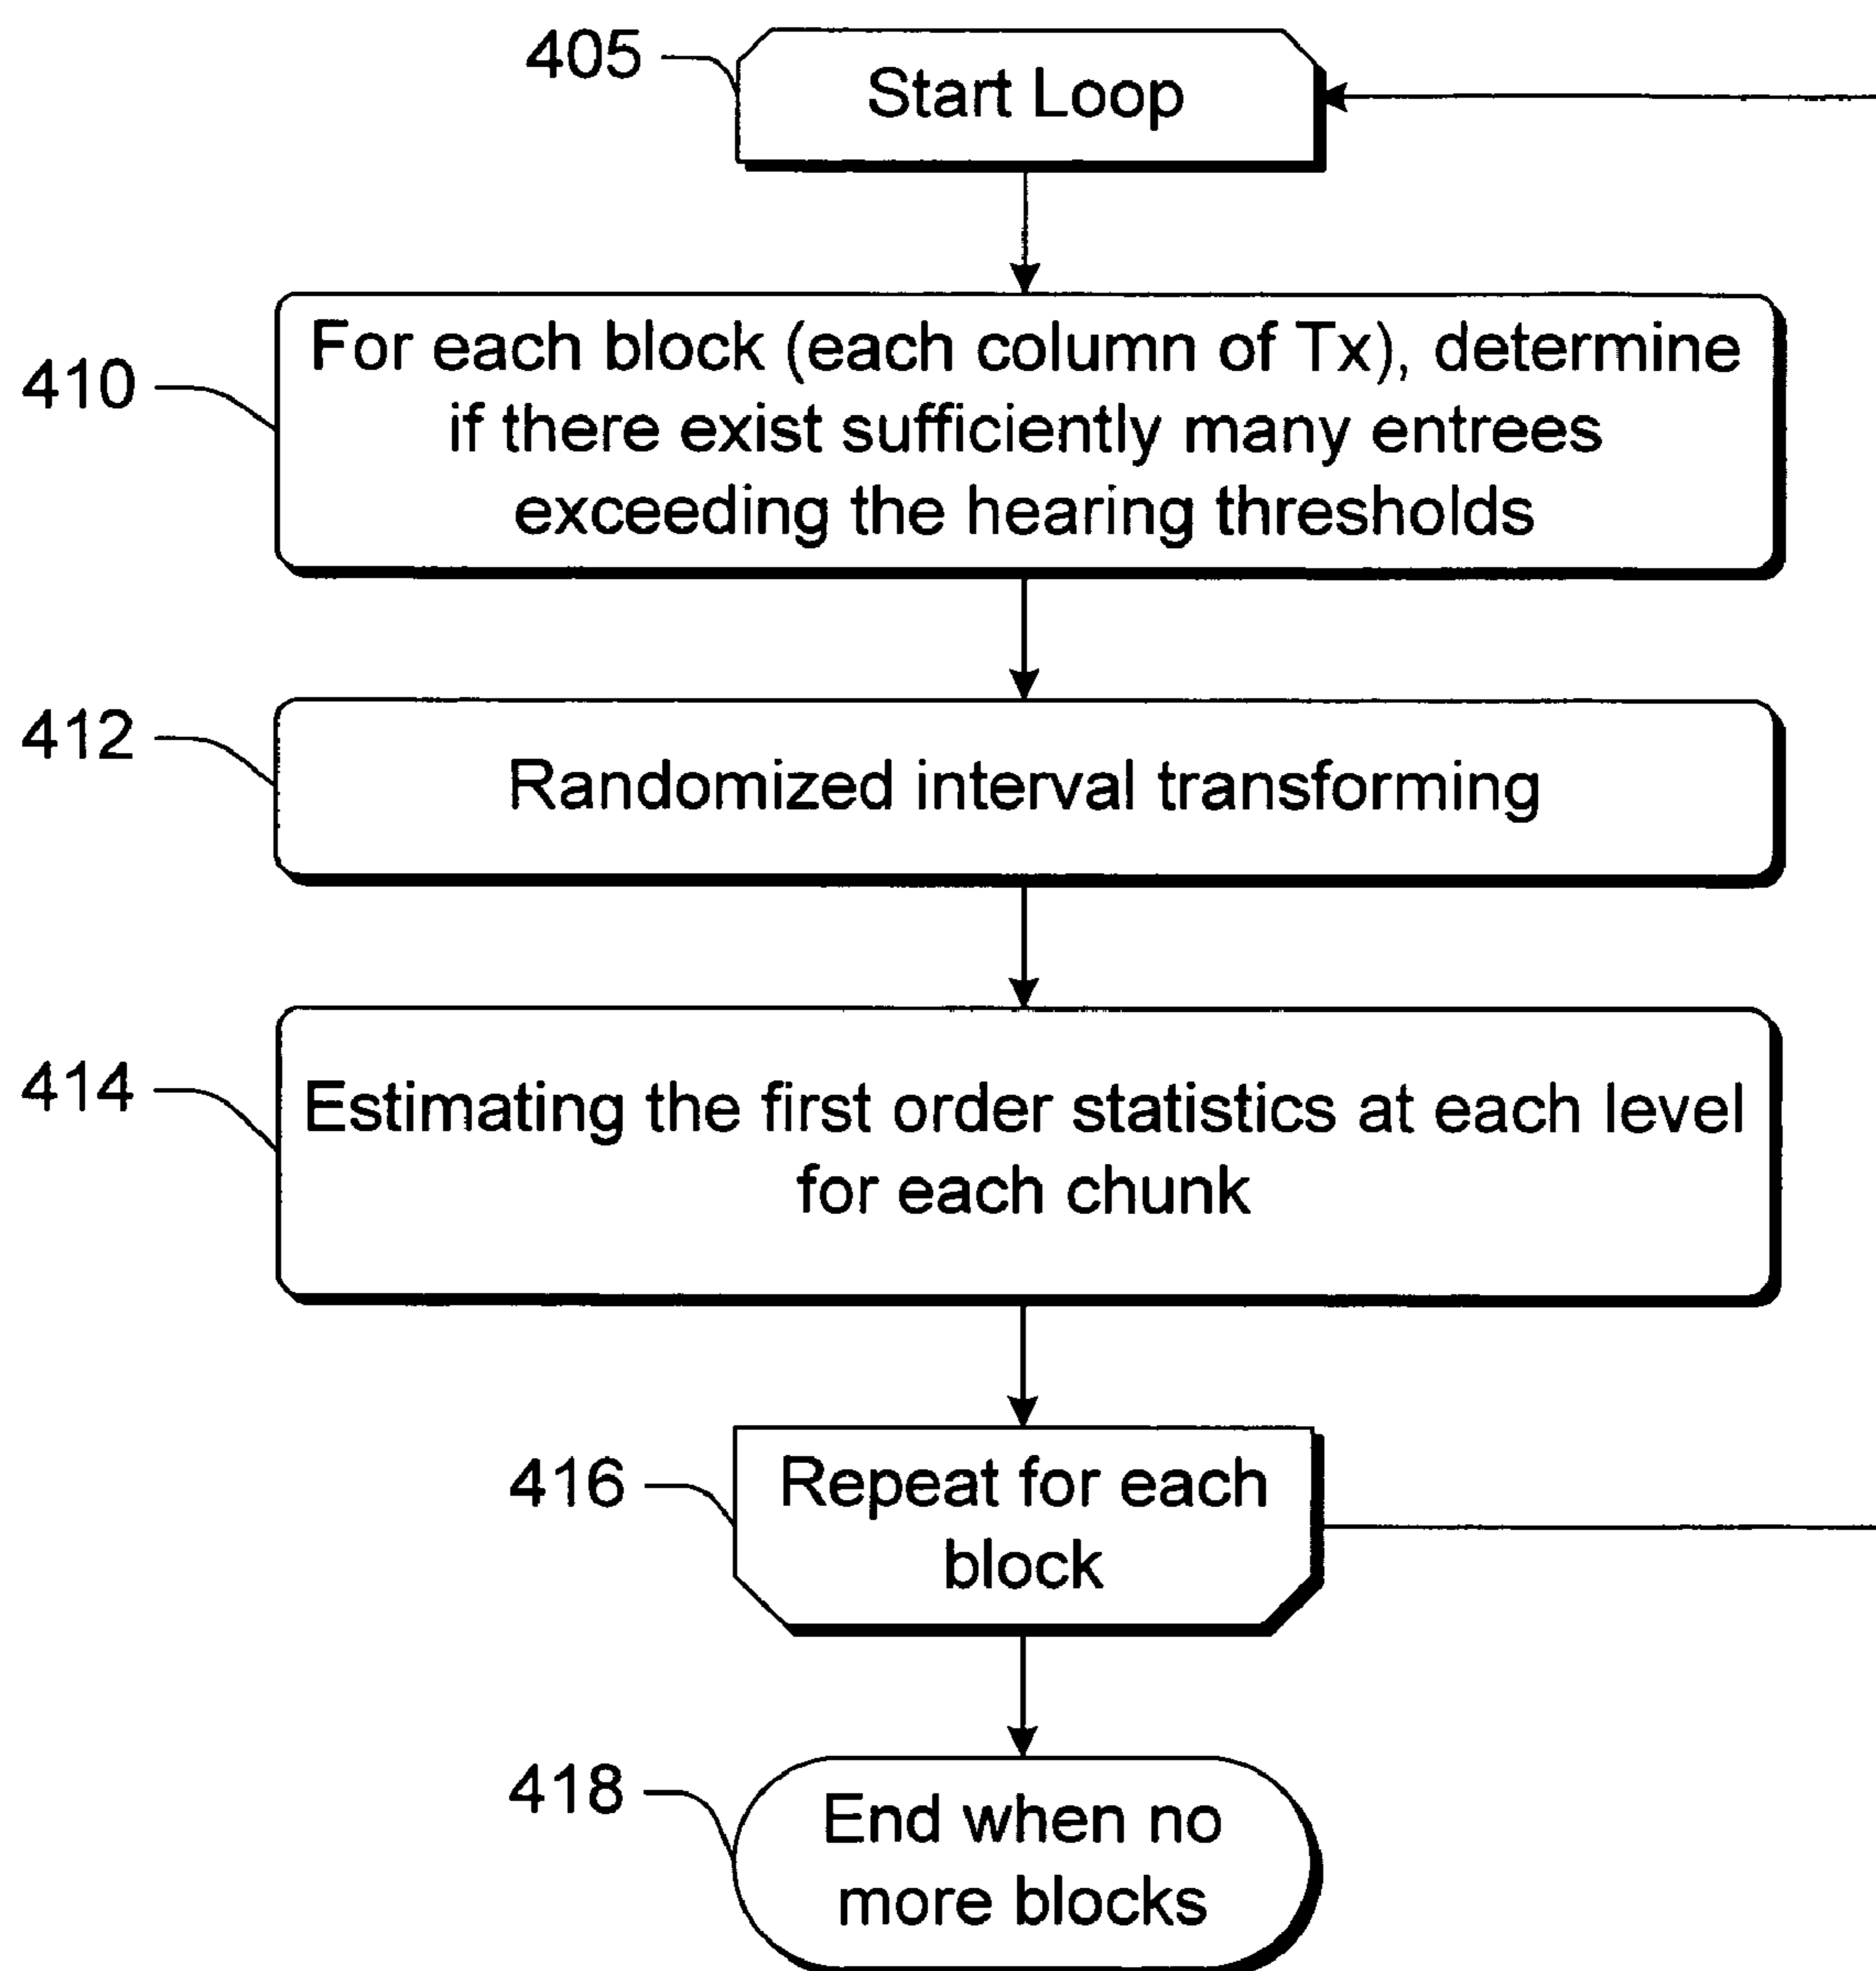 405
Start Loop
410
For each block (each column of Tx), determine
if there exist sufficiently many entrees
exceeding the hearing thresholds
412
Randomized interval transforming
414
Estimating the first order statistics at each level
for each chunk
416
Repeat for each
block
418
End when no
more blocks